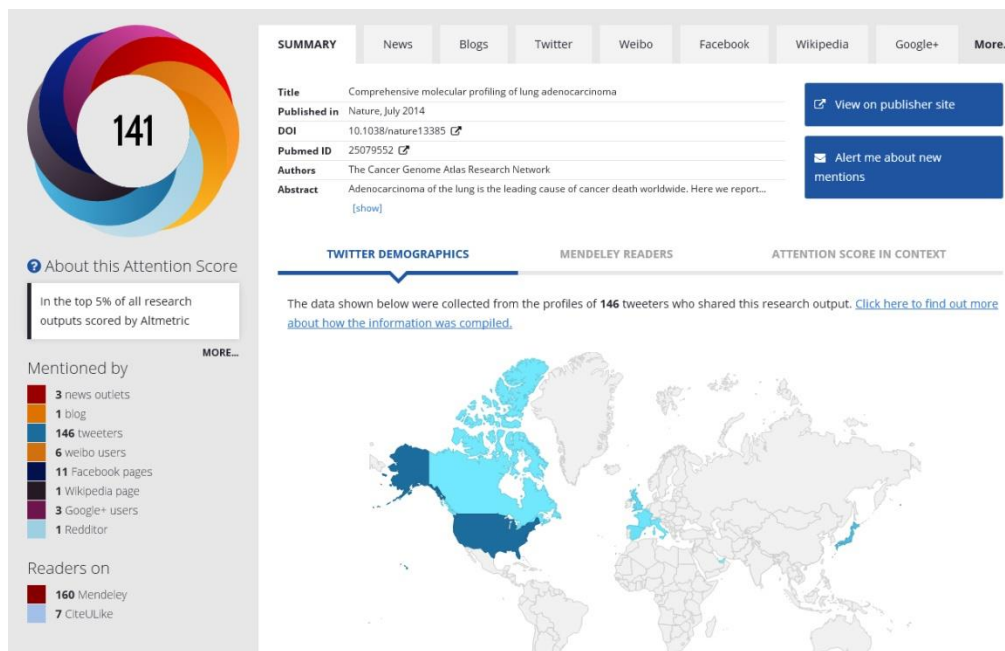 141
About this Attention Score
In the top 5% of all research
outputs scored by Altmetric
MORE...
Mentioned by
3 news outlets
1 blog
146 tweeters
6 weibo users
11 Facebook pages
1 Wikipedia page
3 Google+ users
1 Redditor
Readers on
160 Mendeley
7 CiteULike
SUMMARY News Blogs Twitter Weibo Facebook Wikipedia Google+ More.
Title Comprehensive molecular profiling of lung adenocarcinoma
Published in Nature, July 2014
DOI 10.1038/nature13385
Pubmed ID 25079552
Authors The Cancer Genome Atlas Research Network
Abstract Adenocarcinoma of the lung is the leading cause of cancer death worldwide. Here we report...
[show]
View on publisher site
Alert me about new
mentions
TWITTER DEMOGRAPHICS MENDELEY READERS ATTENTION SCORE IN CONTEXT
The data shown below were collected from the profiles of 146 tweeters who shared this research output. Click here to find out more
about how the information was compiled.